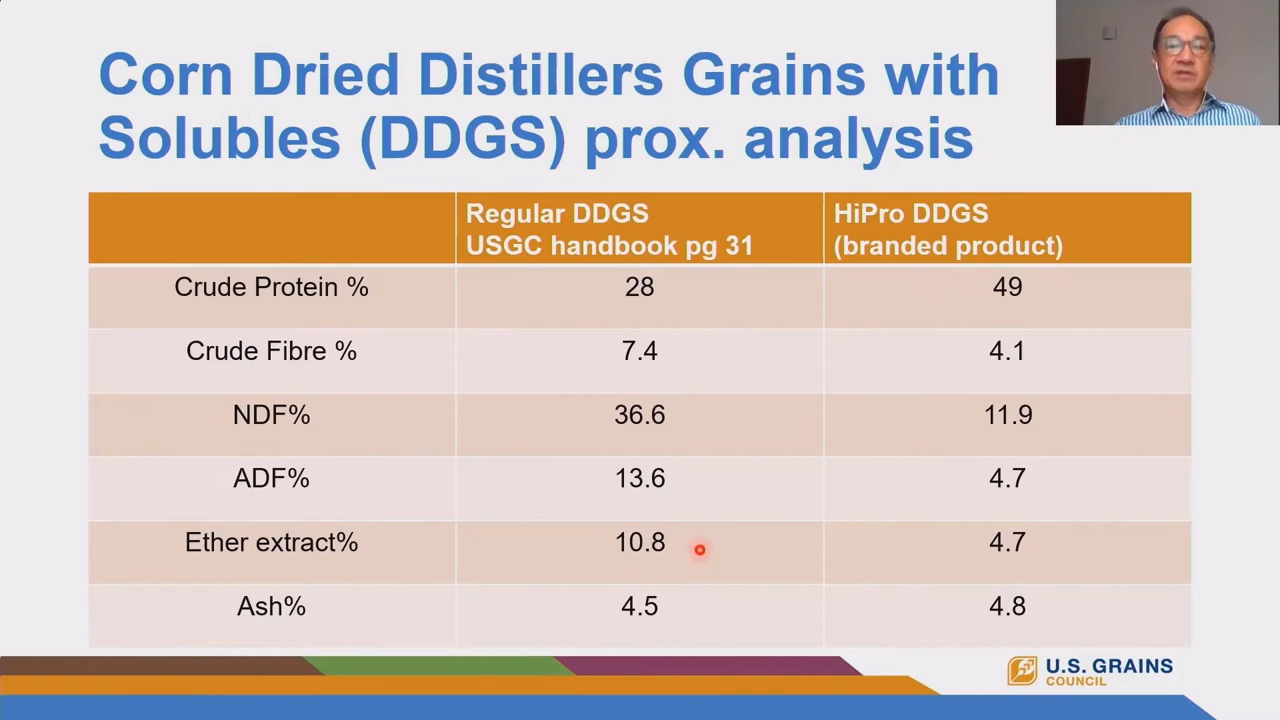 Corn Dried Distillers Grains with
Solubles (DDGS) prox. analysis
Regular DDGS
USGC handbook pg 31
HiPro DDGS
(branded product)
Crude Protein % 28 49
Crude Fibre % 7.4 4.1
NDF% 36.6 11.9
ADF% 13.6 4.7
Ether extract% 10.8 4.7
Ash% 4.5 4.8
U.S. GRAINS
COUNCIL